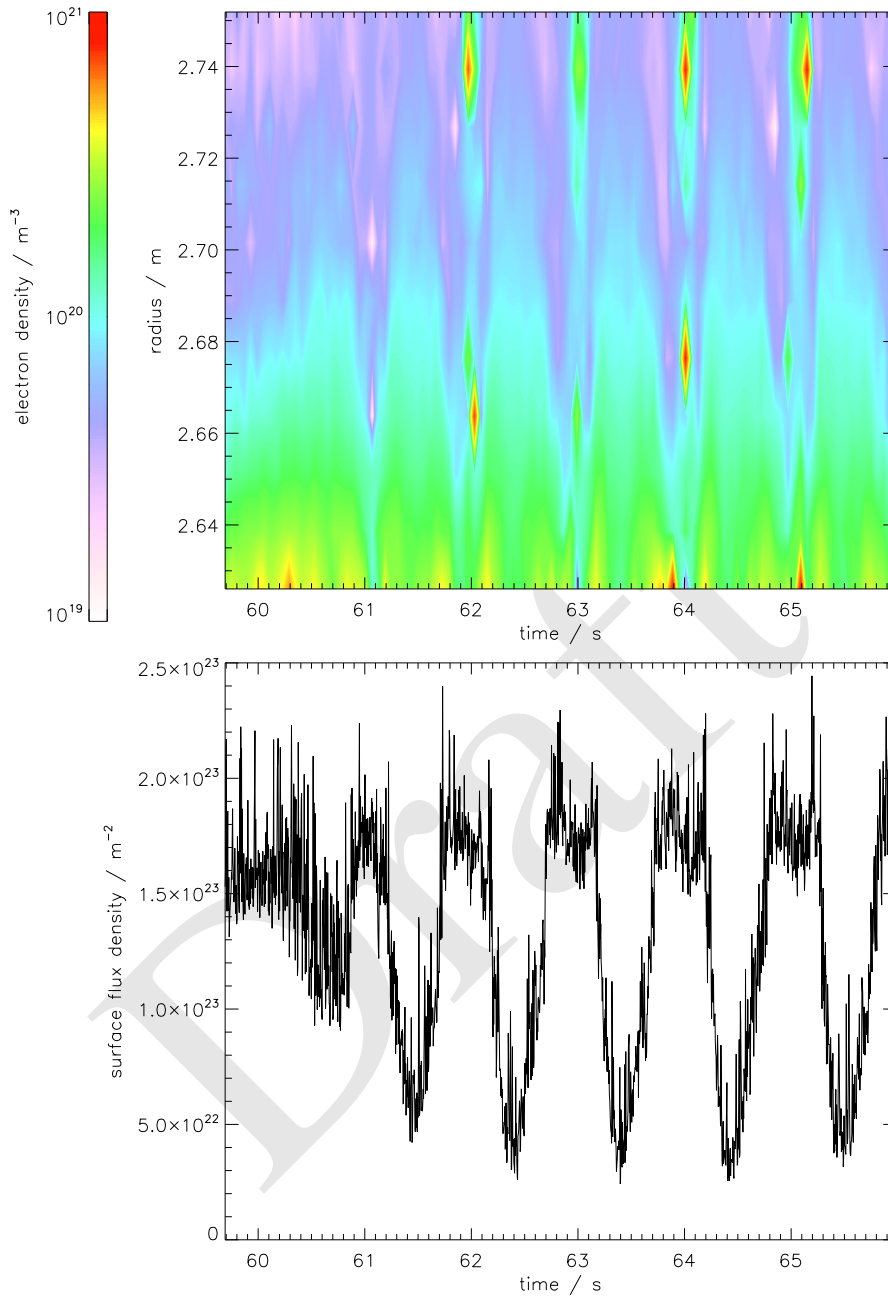 10²¹
10²⁰
10¹⁹
electron density / m⁻³
2.74
2.72
2.70
2.68
2.66
2.64
radius / m
60 61 62 63 64 65
time / s
2.5×10²³
2.0×10²³
1.5×10²³
1.0×10²³
5.0×10²²
0
surface flux density / m⁻²
60 61 62 63 64 65
time / s
Draft